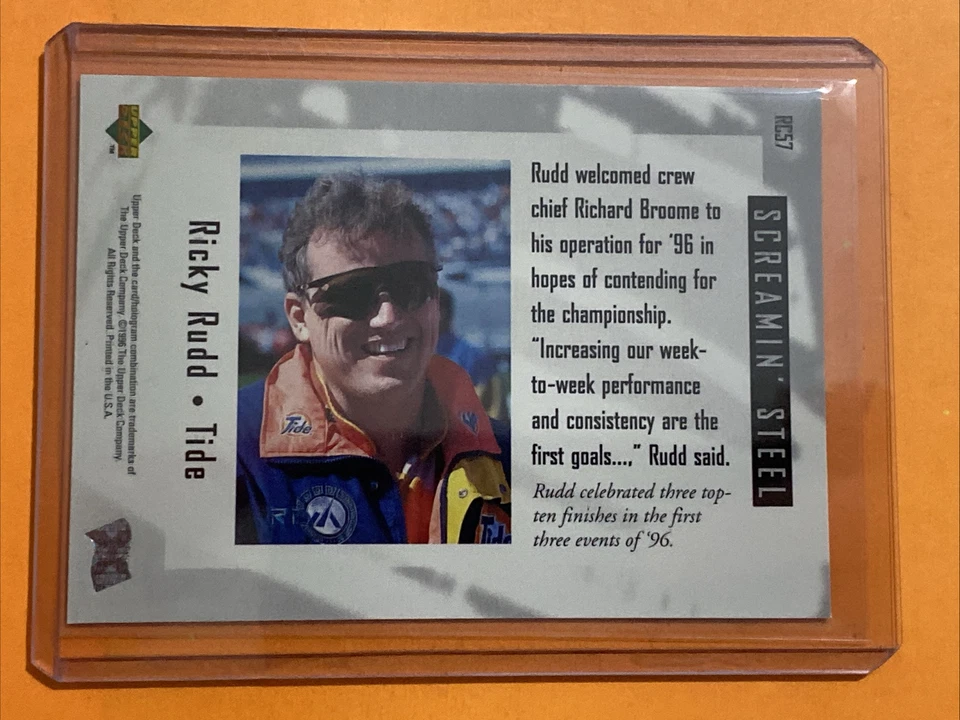 RC57
SCREAMIN' STEEL
Rudd welcomed crew
chief Richard Broome to
his operation for '96 in
hopes of contending for
the championship.
“Increasing our week-
to-week performance
and consistency are the
first goals...,” Rudd said.
Rudd celebrated three top-
ten finishes in the first
three events of '96.
Tide
Tide
Ricky Rudd • Tide
UPPER
DECK
TM
Upper Deck and the card/hologram combination are trademarks of
The Upper Deck Company. ©1996 The Upper Deck Company.
All Rights Reserved. Printed in the U.S.A.